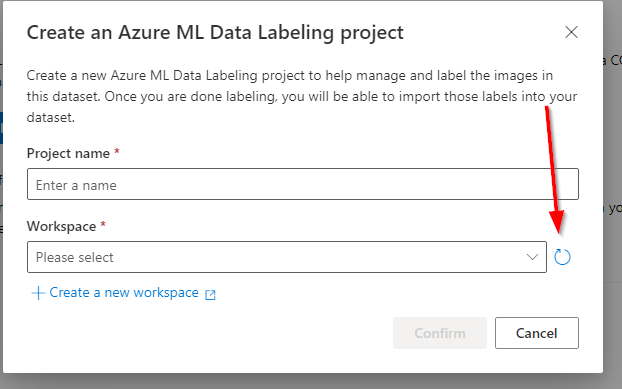 Create an Azure ML Data Labeling project
Create a new Azure ML Data Labeling project to help manage and label the images in
this dataset. Once you are done labeling, you will be able to import those labels into your
dataset.
Project name *
Enter a name
Workspace *
Please select
Create a new workspace
Confirm
Cancel